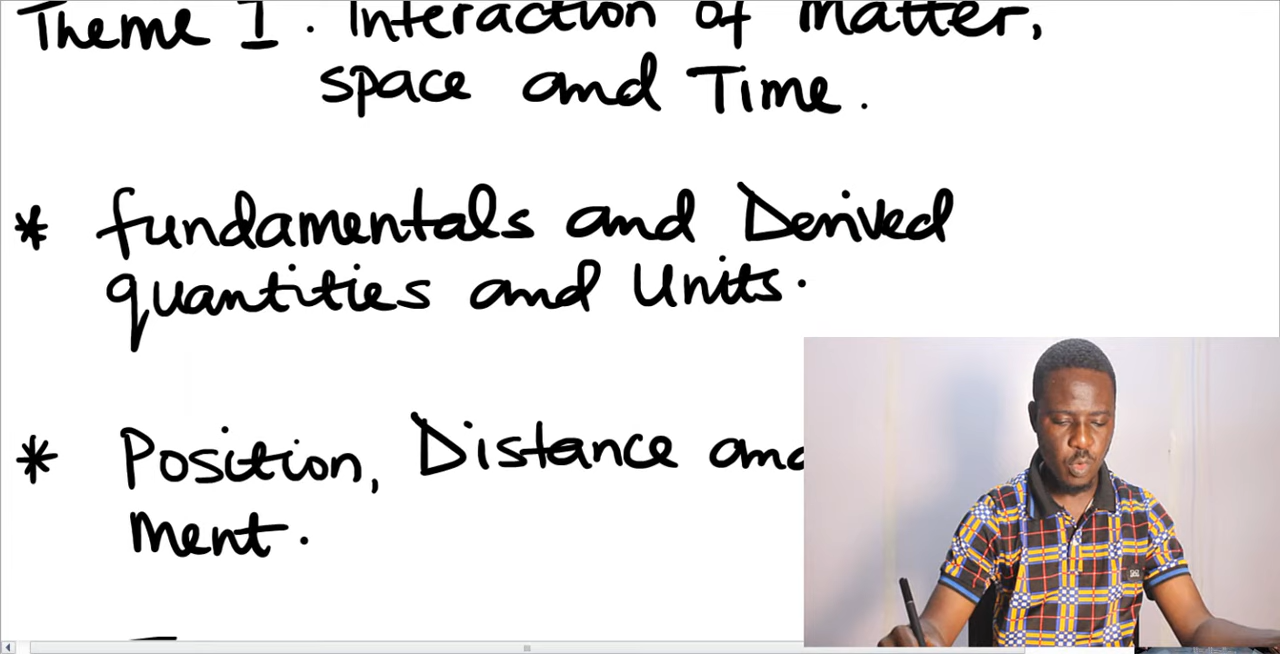 Theme I. Interaction of Matter,
space and Time.
* fundamentals and Derived
quantities and Units.
* Position, Distance and
Ment.